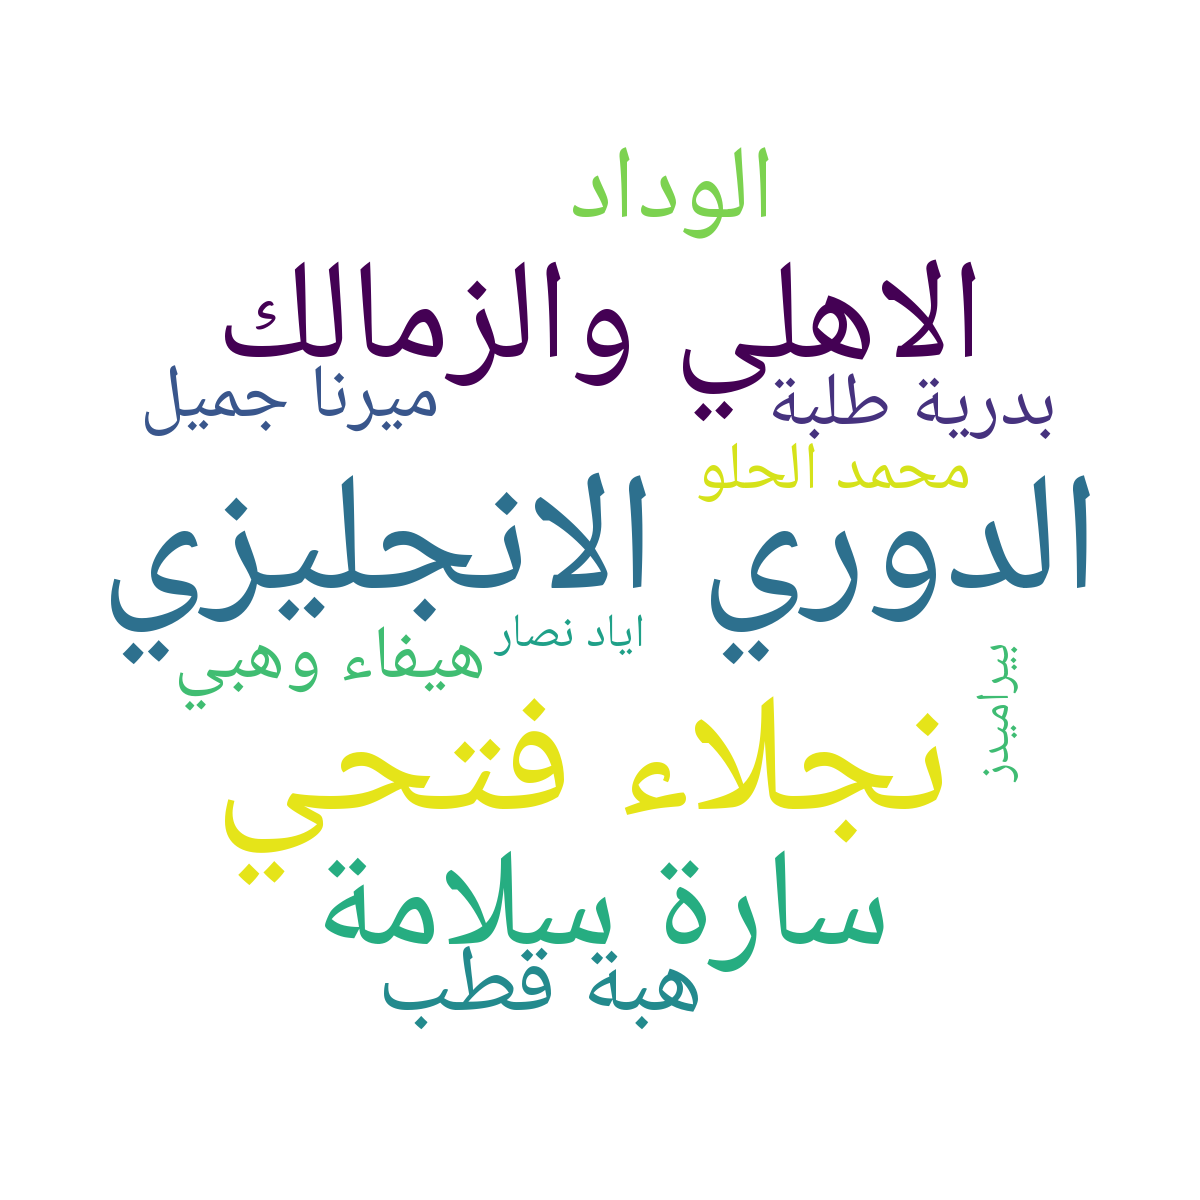 الوداد
الاهلي والزمالك
بدرية طلبة
ميرنا جميل
محمد الحلو
الدوري الانجليزي
اياد نصار
هيفاء وهبي
بيراميدز
نجلاء فتحي
سارة سلامة
هبة قطب